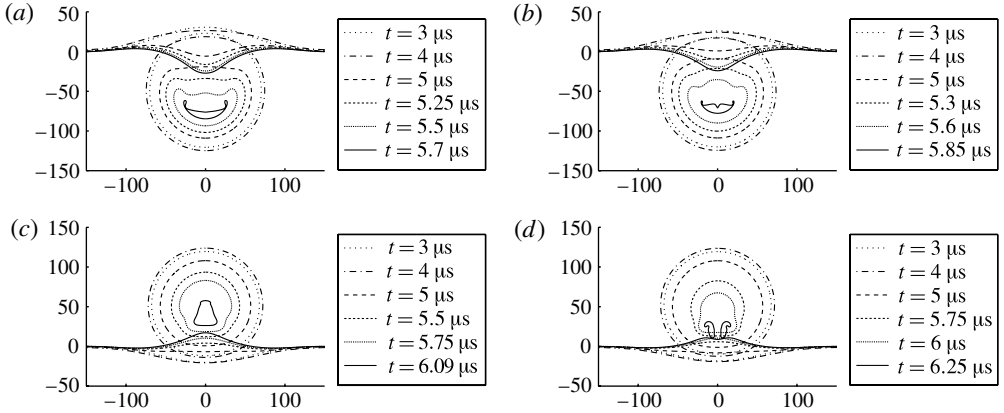 (a)
50
0
−50
−100
−150
−100 0 100
t = 3 μs
t = 4 μs
t = 5 μs
t = 5.25 μs
t = 5.5 μs
t = 5.7 μs
(b)
50
0
−50
−100
−150
−100 0 100
t = 3 μs
t = 4 μs
t = 5 μs
t = 5.3 μs
t = 5.6 μs
t = 5.85 μs
(c)
150
100
50
0
−50
−100 0 100
t = 3 μs
t = 4 μs
t = 5 μs
t = 5.5 μs
t = 5.75 μs
t = 6.09 μs
(d)
150
100
50
0
−50
−100 0 100
t = 3 μs
t = 4 μs
t = 5 μs
t = 5.75 μs
t = 6 μs
t = 6.25 μs